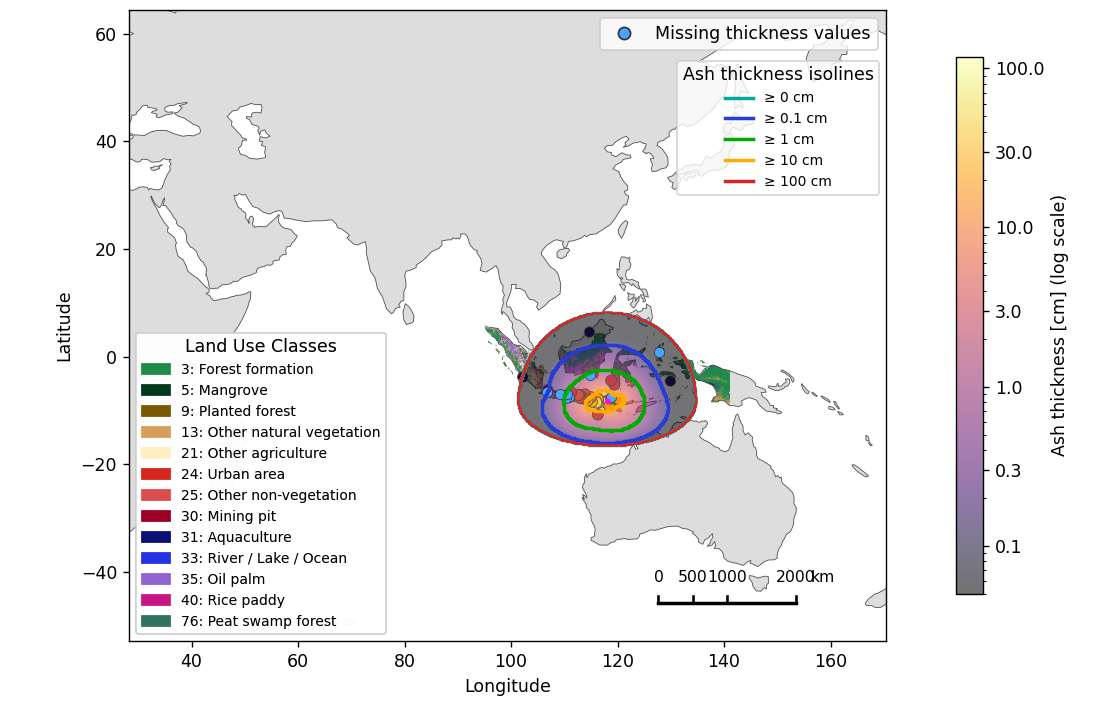 Missing thickness values
Ash thickness isolines
≥ 0 cm
≥ 0.1 cm
≥ 1 cm
≥ 10 cm
≥ 100 cm
60
40
20
0
−20
−40
Latitude
Land Use Classes
3: Forest formation
5: Mangrove
9: Planted forest
13: Other natural vegetation
21: Other agriculture
24: Urban area
25: Other non-vegetation
30: Mining pit
31: Aquaculture
33: River / Lake / Ocean
35: Oil palm
40: Rice paddy
76: Peat swamp forest
0 500 1000 2000 km
40 60 80 100 120 140 160
Longitude
100.0
30.0
10.0
3.0
1.0
0.3
0.1
Ash thickness [cm] (log scale)